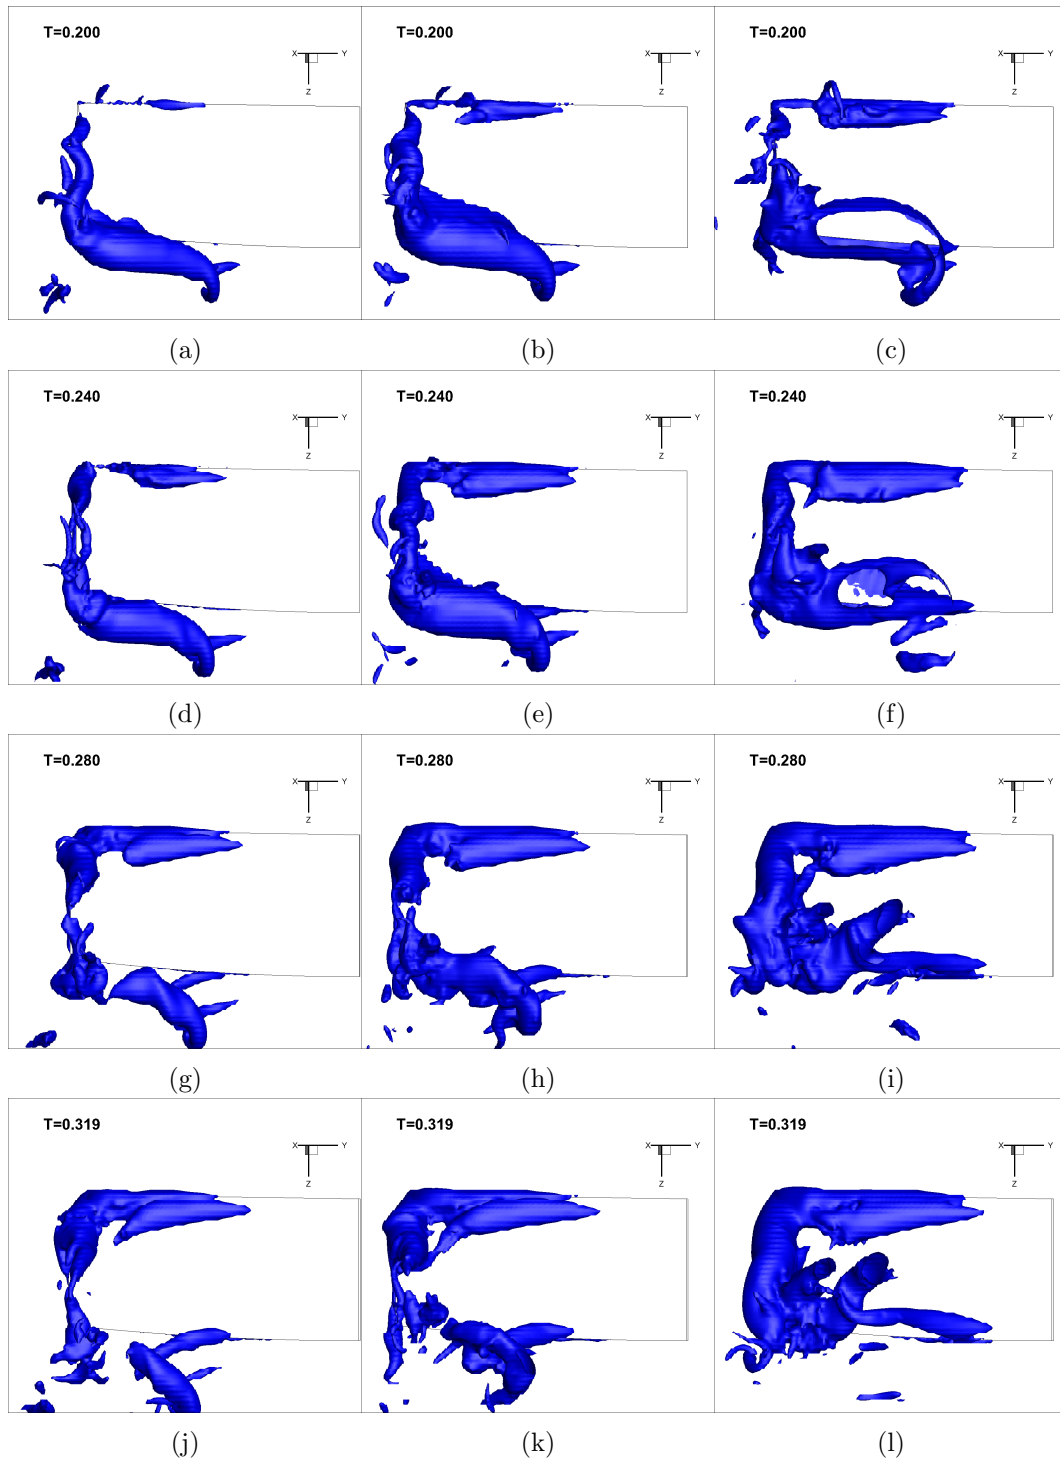 T=0.200 T=0.200 T=0.200
X Y X Y X Y
Z Z Z
(a) (b) (c)
T=0.240 T=0.240 T=0.240
X Y X Y X Y
Z Z Z
(d) (e) (f)
T=0.280 T=0.280 T=0.280
X Y X Y X Y
Z Z Z
(g) (h) (i)
T=0.319 T=0.319 T=0.319
X Y X Y X Y
Z Z Z
(j) (k) (l)